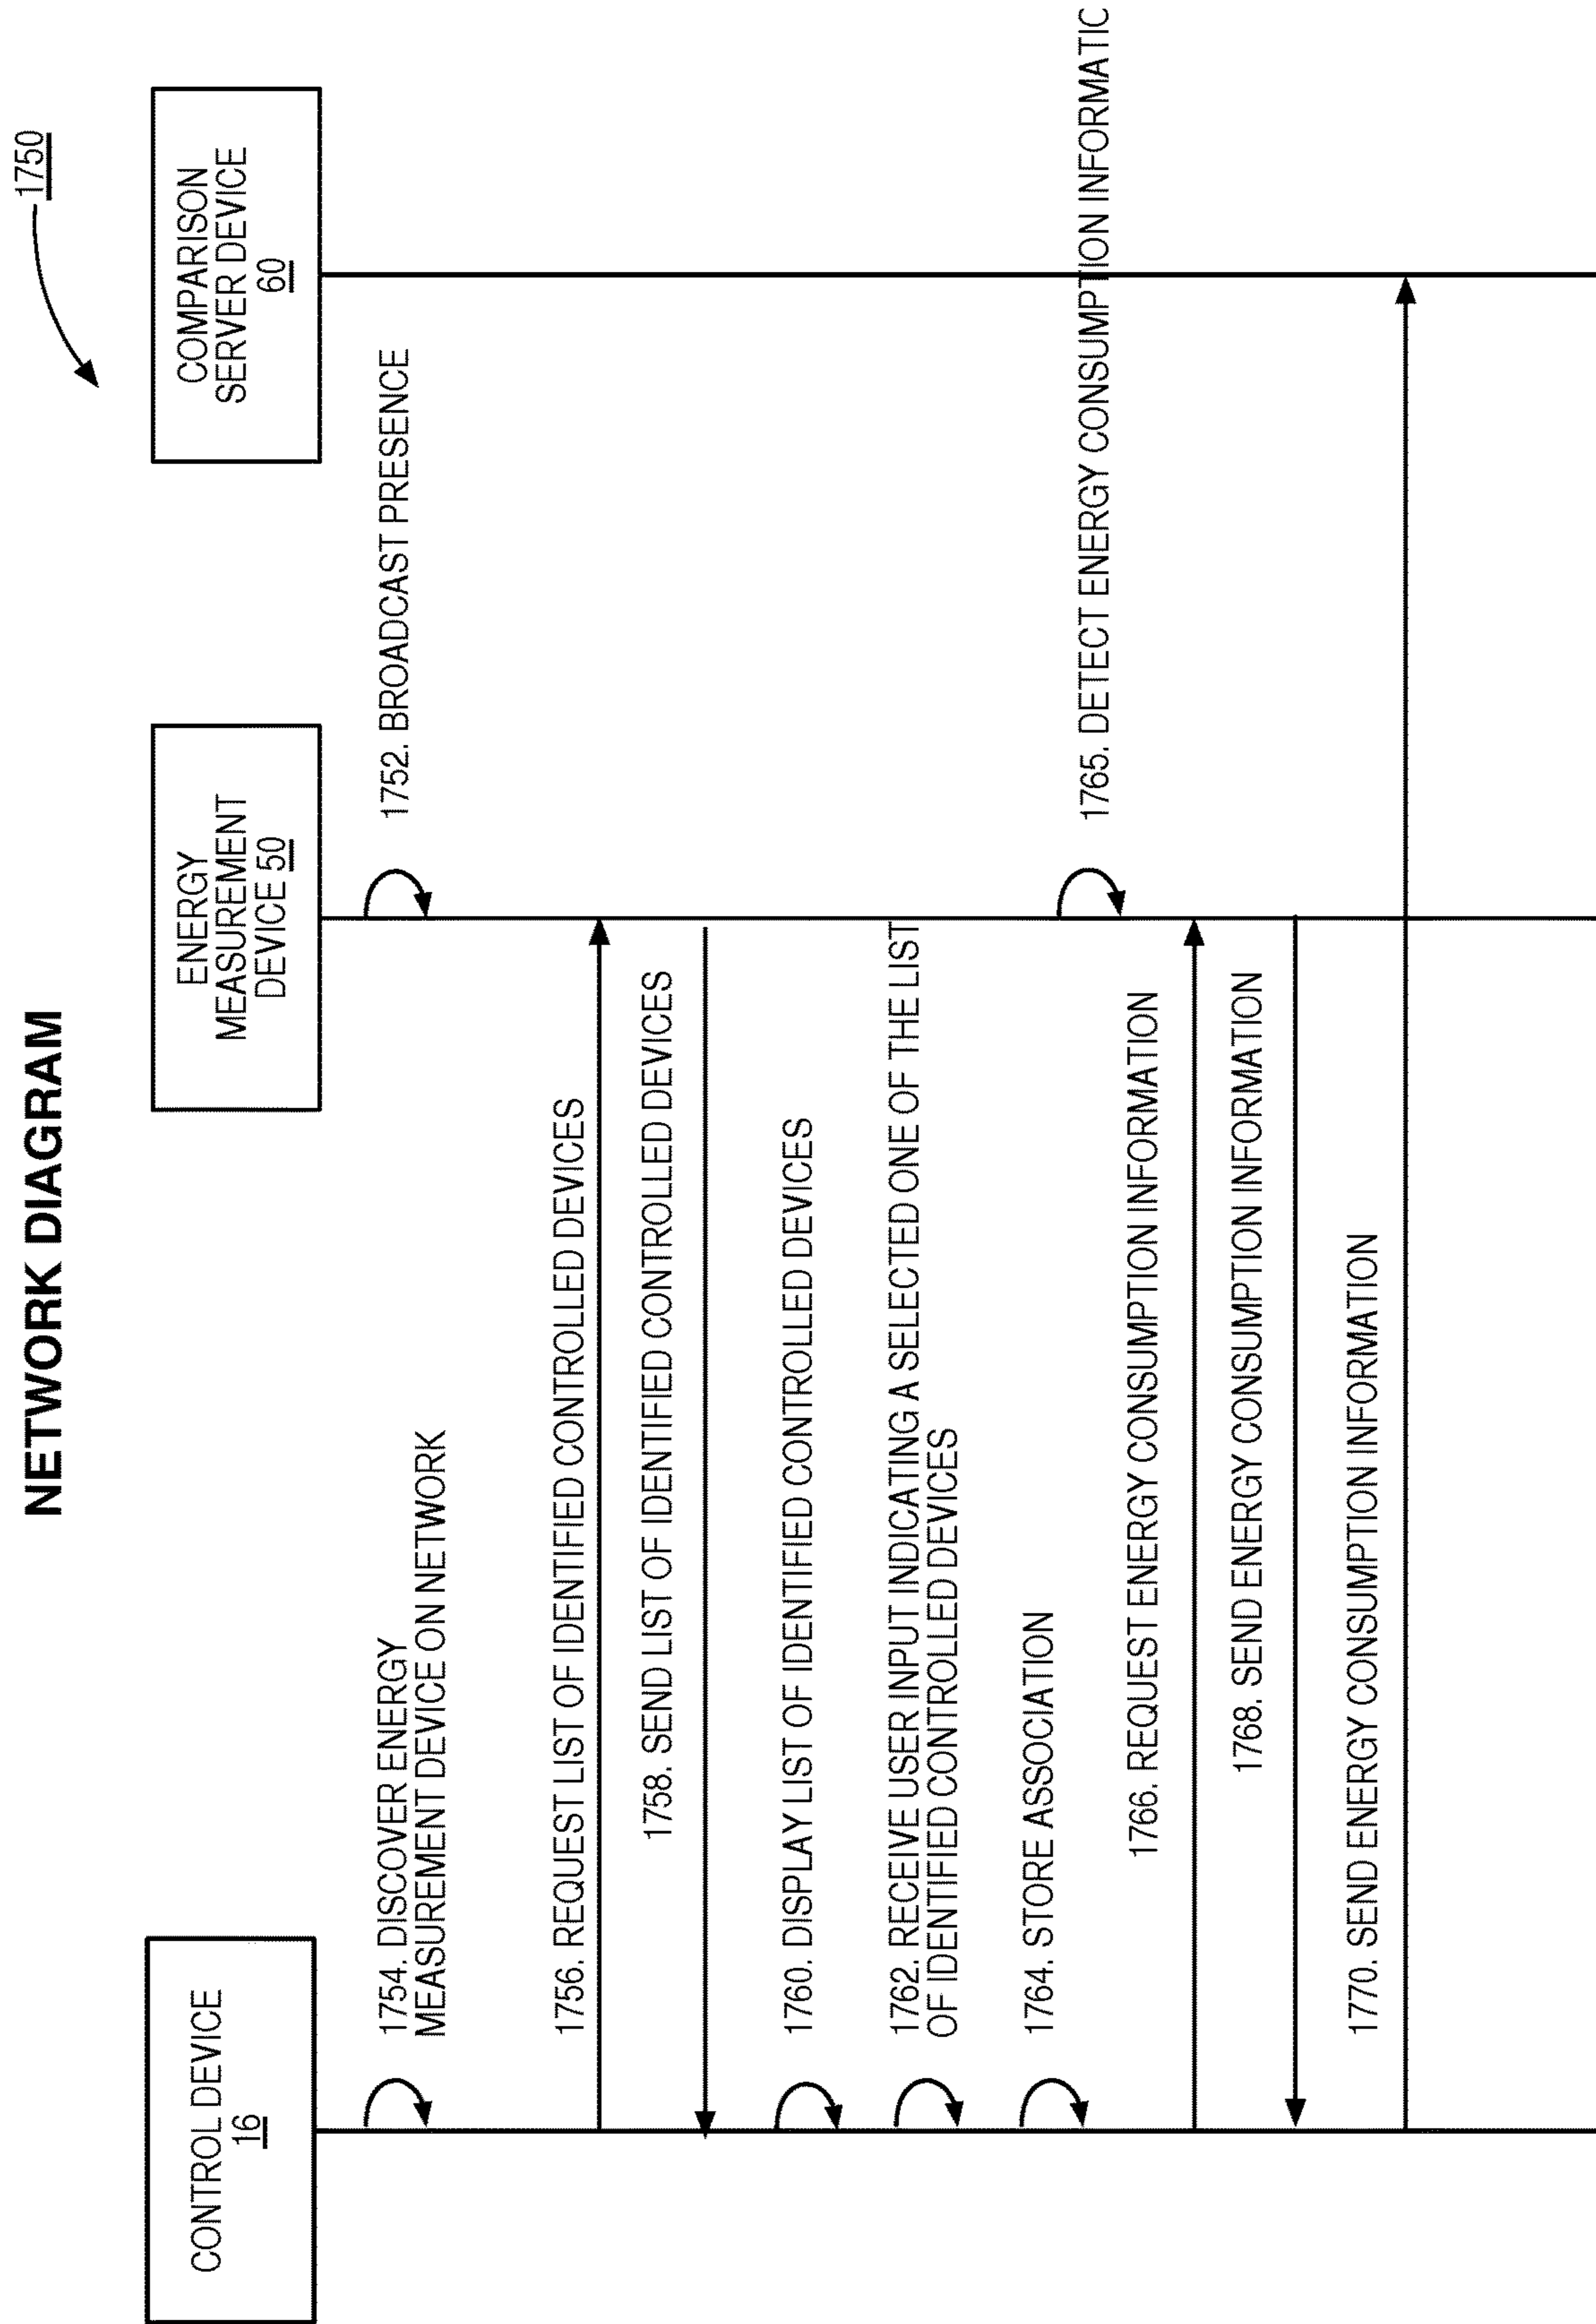 NETWORK DIAGRAM
1750
CONTROL DEVICE
16
ENERGY
MEASUREMENT
DEVICE 50
COMPARISON
SERVER DEVICE
60
1752. BROADCAST PRESENCE
1754. DISCOVER ENERGY
MEASUREMENT DEVICE ON NETWORK
1756. REQUEST LIST OF IDENTIFIED CONTROLLED DEVICES
1758. SEND LIST OF IDENTIFIED CONTROLLED DEVICES
1760. DISPLAY LIST OF IDENTIFIED CONTROLLED DEVICES
1762. RECEIVE USER INPUT INDICATING A SELECTED ONE OF THE LIST
OF IDENTIFIED CONTROLLED DEVICES
1764. STORE ASSOCIATION
1765. DETECT ENERGY CONSUMPTION INFORMATIC
1766. REQUEST ENERGY CONSUMPTION INFORMATION
1768. SEND ENERGY CONSUMPTION INFORMATION
1770. SEND ENERGY CONSUMPTION INFORMATION